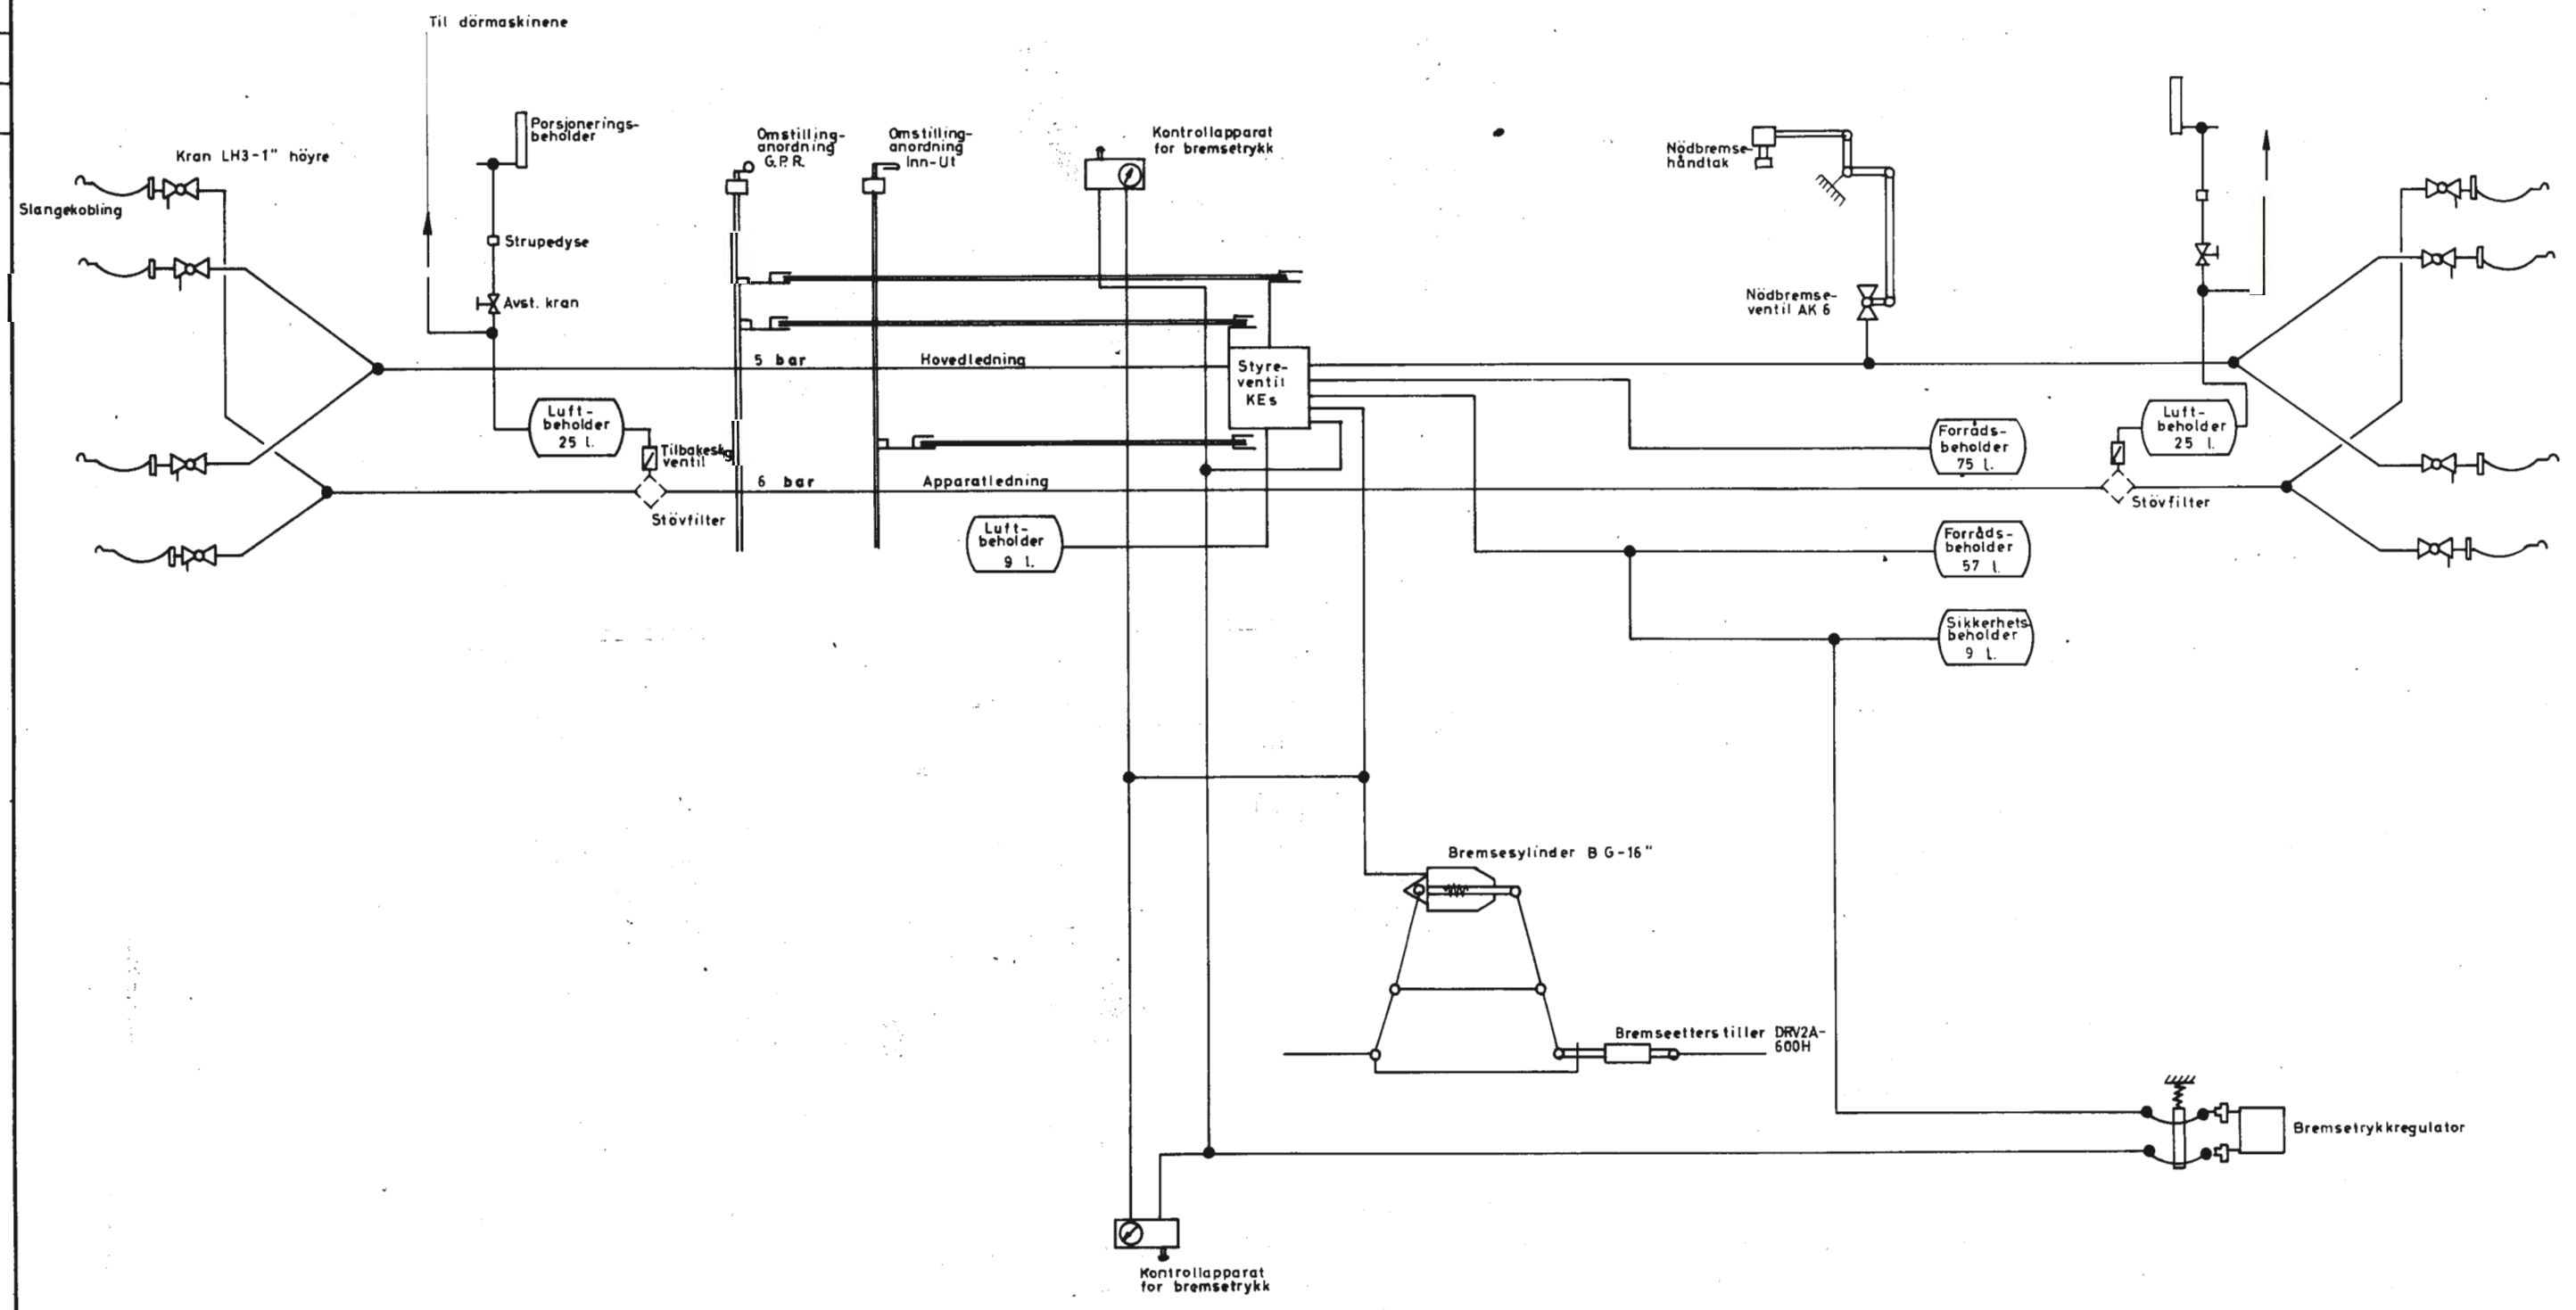 Til dörmaskinene
Porsjonerings-
beholder
Kran LH3-1" höyre
Slangekobling
Strupedyse
Avst. kran
Omstilling-
anordning
G.P.R.
Omstilling-
anordning
Inn-Ut
Kontrollapparat
for bremsetrykk
Nödbremse-
håndtak
Nödbremse-
ventil AK 6
5 bar
Hovedledning
Styre-
ventil
KEs
Luft-
beholder
25 l.
Tilbakeslg
ventil
Stövfilter
6 bar
Apparatledning
Luft-
beholder
9 l.
Forråds-
beholder
75 l.
Luft-
beholder
25 l.
Stövfilter
Forråds-
beholder
57 l.
Sikkerhets
beholder
9 l.
Bremsesylinder B G-16"
Bremseetterstiller DRV2A-
600H
Bremsetrykkregulator
Kontrollapparat
for bremsetrykk